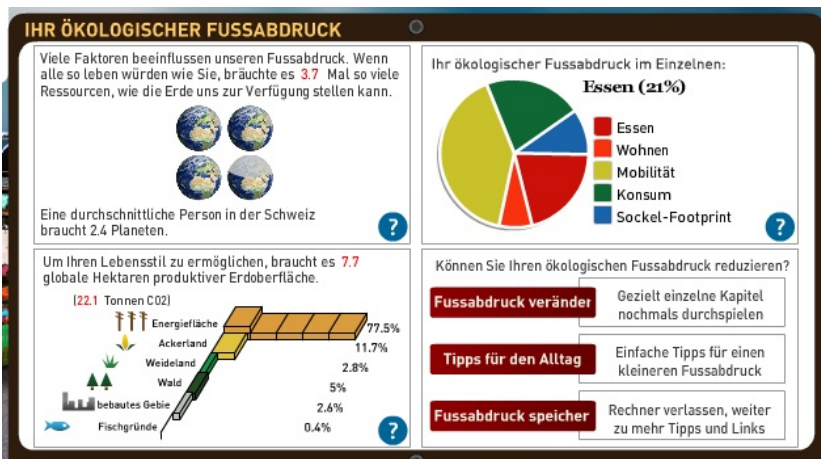 IHR ÖKOLOGISCHER FUSSABDRUCK
Viele Faktoren beeinflussen unseren Fussabdruck. Wenn
alle so leben würden wie Sie, bräuchte es 3.7 Mal so viele
Ressourcen, wie die Erde uns zur Verfügung stellen kann.
Eine durchschnittliche Person in der Schweiz
braucht 2.4 Planeten.
?
Ihr ökologischer Fussabdruck im Einzelnen:
Essen (21%)
Essen
Wohnen
Mobilität
Konsum
Sockel-Footprint
?
Um Ihren Lebensstil zu ermöglichen, braucht es 7.7
globale Hektaren produktiver Erdoberfläche.
(22.1 Tonnen CO2)
Energiefläche 77.5%
Ackerland 11.7%
Weideland 2.8%
Wald 5%
bebautes Gebie 2.6%
Fischgründe 0.4%
?
Können Sie Ihren ökologischen Fussabdruck reduzieren?
Fussabdruck veränder
Gezielt einzelne Kapitel
nochmals durchspielen
Tipps für den Alltag
Einfache Tipps für einen
kleineren Fussabdruck
Fussabdruck speicher
Rechner verlassen, weiter
zu mehr Tipps und Links